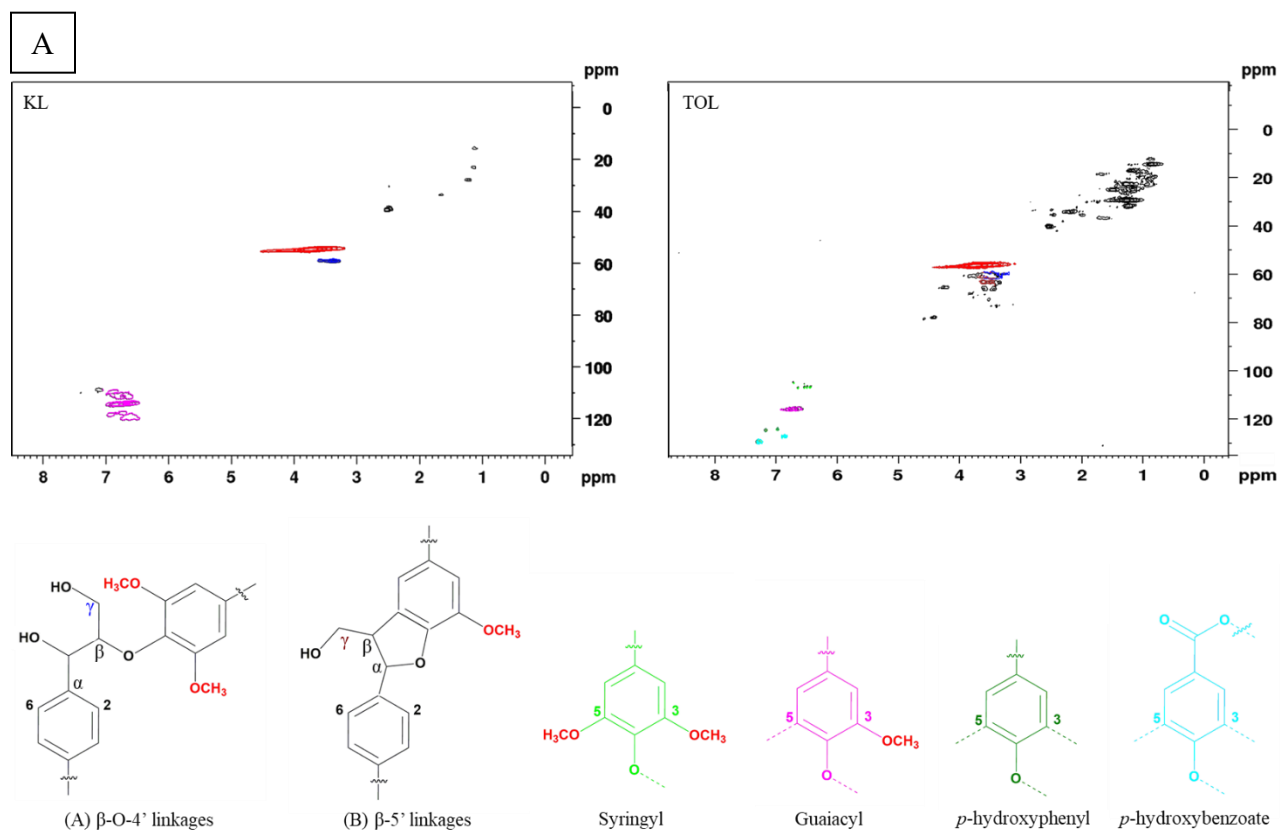 A
KL
ppm
0
20
40
60
80
100
120
8 7 6 5 4 3 2 1 0 ppm
TOL
ppm
0
20
40
60
80
100
120
8 7 6 5 4 3 2 1 0 ppm
HO
γ
H₃CO
HO
β
O
α
OCH₃
6 2
(A) β-O-4’ linkages
HO
γ
β
α
O
OCH₃
6 2
(B) β-5’ linkages
5 3
OCH₃ OCH₃
O
Syringyl
5 3
OCH₃
O
Guaiacyl
5 3
O
p-hydroxyphenyl
O O
5 3
O
p-hydroxybenzoate